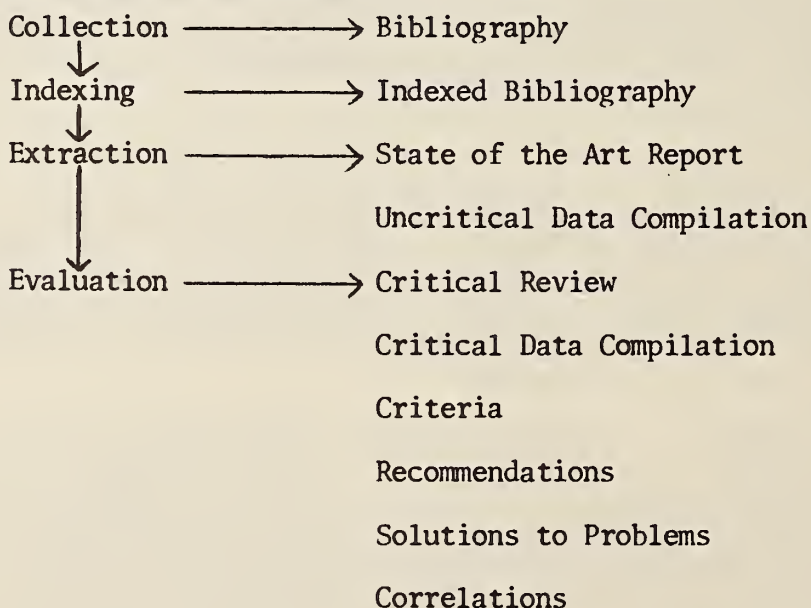 Collection Bibliography
Indexing Indexed Bibliography
Extraction State of the Art Report
Uncritical Data Compilation
Evaluation Critical Review
Critical Data Compilation
Criteria
Recommendations
Solutions to Problems
Correlations